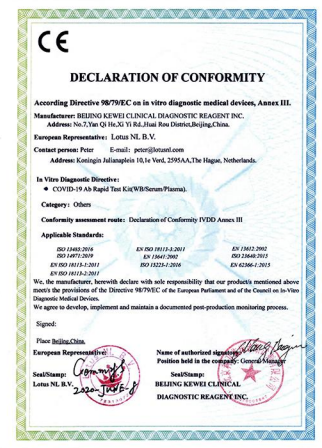 CE
DECLARATION OF CONFORMITY
According Directive 98/79/EC on in vitro diagnostic medical devices, Annex III.
Manufacturer: BEIJING KEWEI CLINICAL DIAGNOSTIC REAGENT INC.
Address: No.7,Yan Qi He,Xi Yi Rd.,Huai Rou District,Beijing,China.
European Representative: Lotus NL B.V.
Contact person: Peter E-mail: peter@lotusnl.com
Address: Koningin Julianaplein 10,1e Verd, 2595AA,The Hague, Netherlands.
In Vitro Diagnostic Directive:
COVID-19 Ab Rapid Test Kit(WB/Serum/Plasma).
Category: Others
Conformity assessment route: Declaration of Conformity IVDD Annex III
Applicable Standards:
ISO 13485:2016 EN ISO 18113-3:2011 EN 13612:2002
ISO 14971:2019 EN 13641:2002 ISO 23640:2015
EN ISO 18113-1:2011 ISO 15223-1:2016 EN 62366-1:2015
EN ISO 18113-2:2011
We, the manufacturer, herewith declare with sole responsibility that our product/s mentioned above
meet/s the provisions of the Directive 98/79/EC of the European Parliament and of the Council on In-Vitro
Diagnostic Medical Devices.
We agree to develop, implement and maintain a documented post-production monitoring process.
Signed:
Place Beijing,China.
European Representative: Name of authorized signatory:
Position held in the company: General Manager
Seal/Stamp: Seal/Stamp:
Lotus NL B.V. 2020-JUNE-8 BEIJING KEWEI CLINICAL
DIAGNOSTIC REAGENT INC.